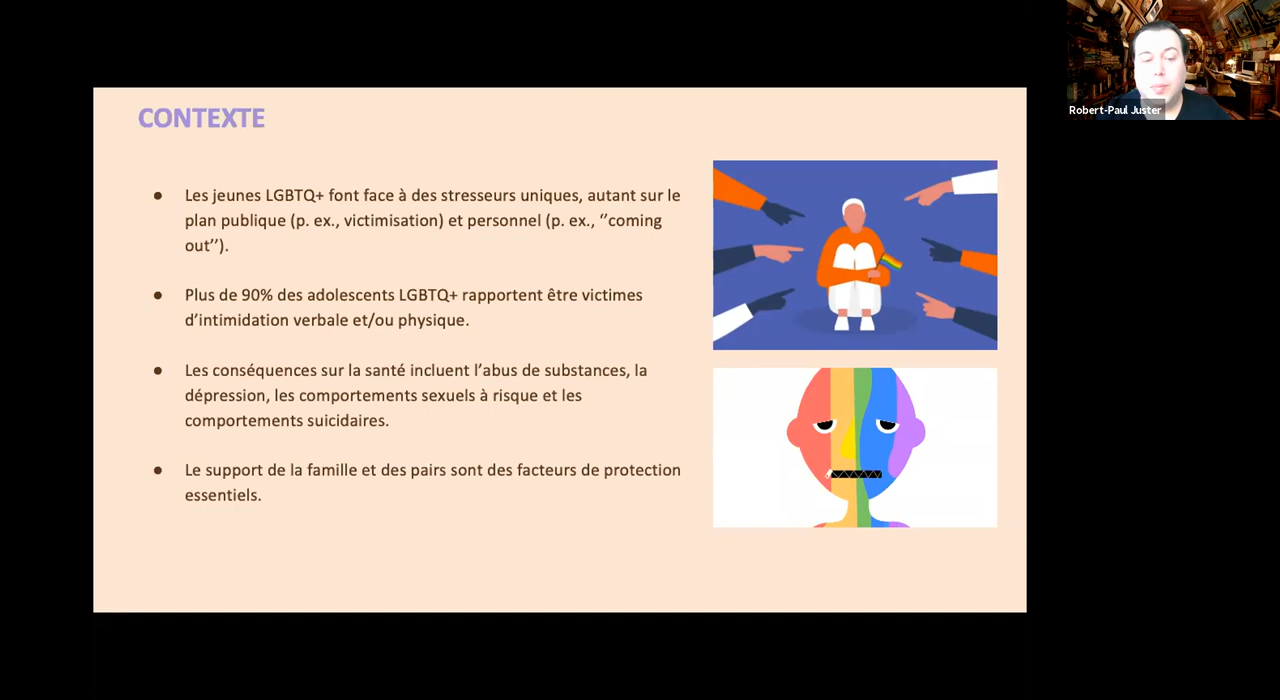 CONTEXTE
● Les jeunes LGBTQ+ font face à des stresseurs uniques, autant sur le
plan publique (p. ex., victimisation) et personnel (p. ex., ‘’coming
out’’).
● Plus de 90% des adolescents LGBTQ+ rapportent être victimes
d’intimidation verbale et/ou physique.
● Les conséquences sur la santé incluent l’abus de substances, la
dépression, les comportements sexuels à risque et les
comportements suicidaires.
● Le support de la famille et des pairs sont des facteurs de protection
essentiels.
Robert-Paul Juster